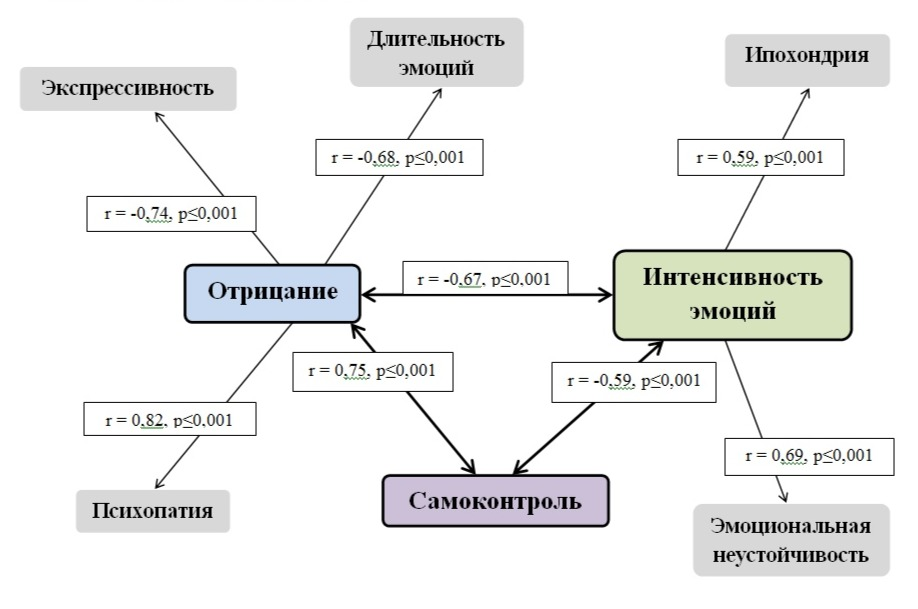 Длительность
эмоций
Ипохондрия
Экспрессивность
r = -0,68, p≤0,001
r = 0,59, p≤0,001
r = -0,74, p≤0,001
Отрицание
r = -0,67, p≤0,001
Интенсивность
эмоций
r = 0,75, p≤0,001
r = -0,59, p≤0,001
r = 0,82, p≤0,001
r = 0,69, p≤0,001
Психопатия
Самоконтроль
Эмоциональная
неустойчивость